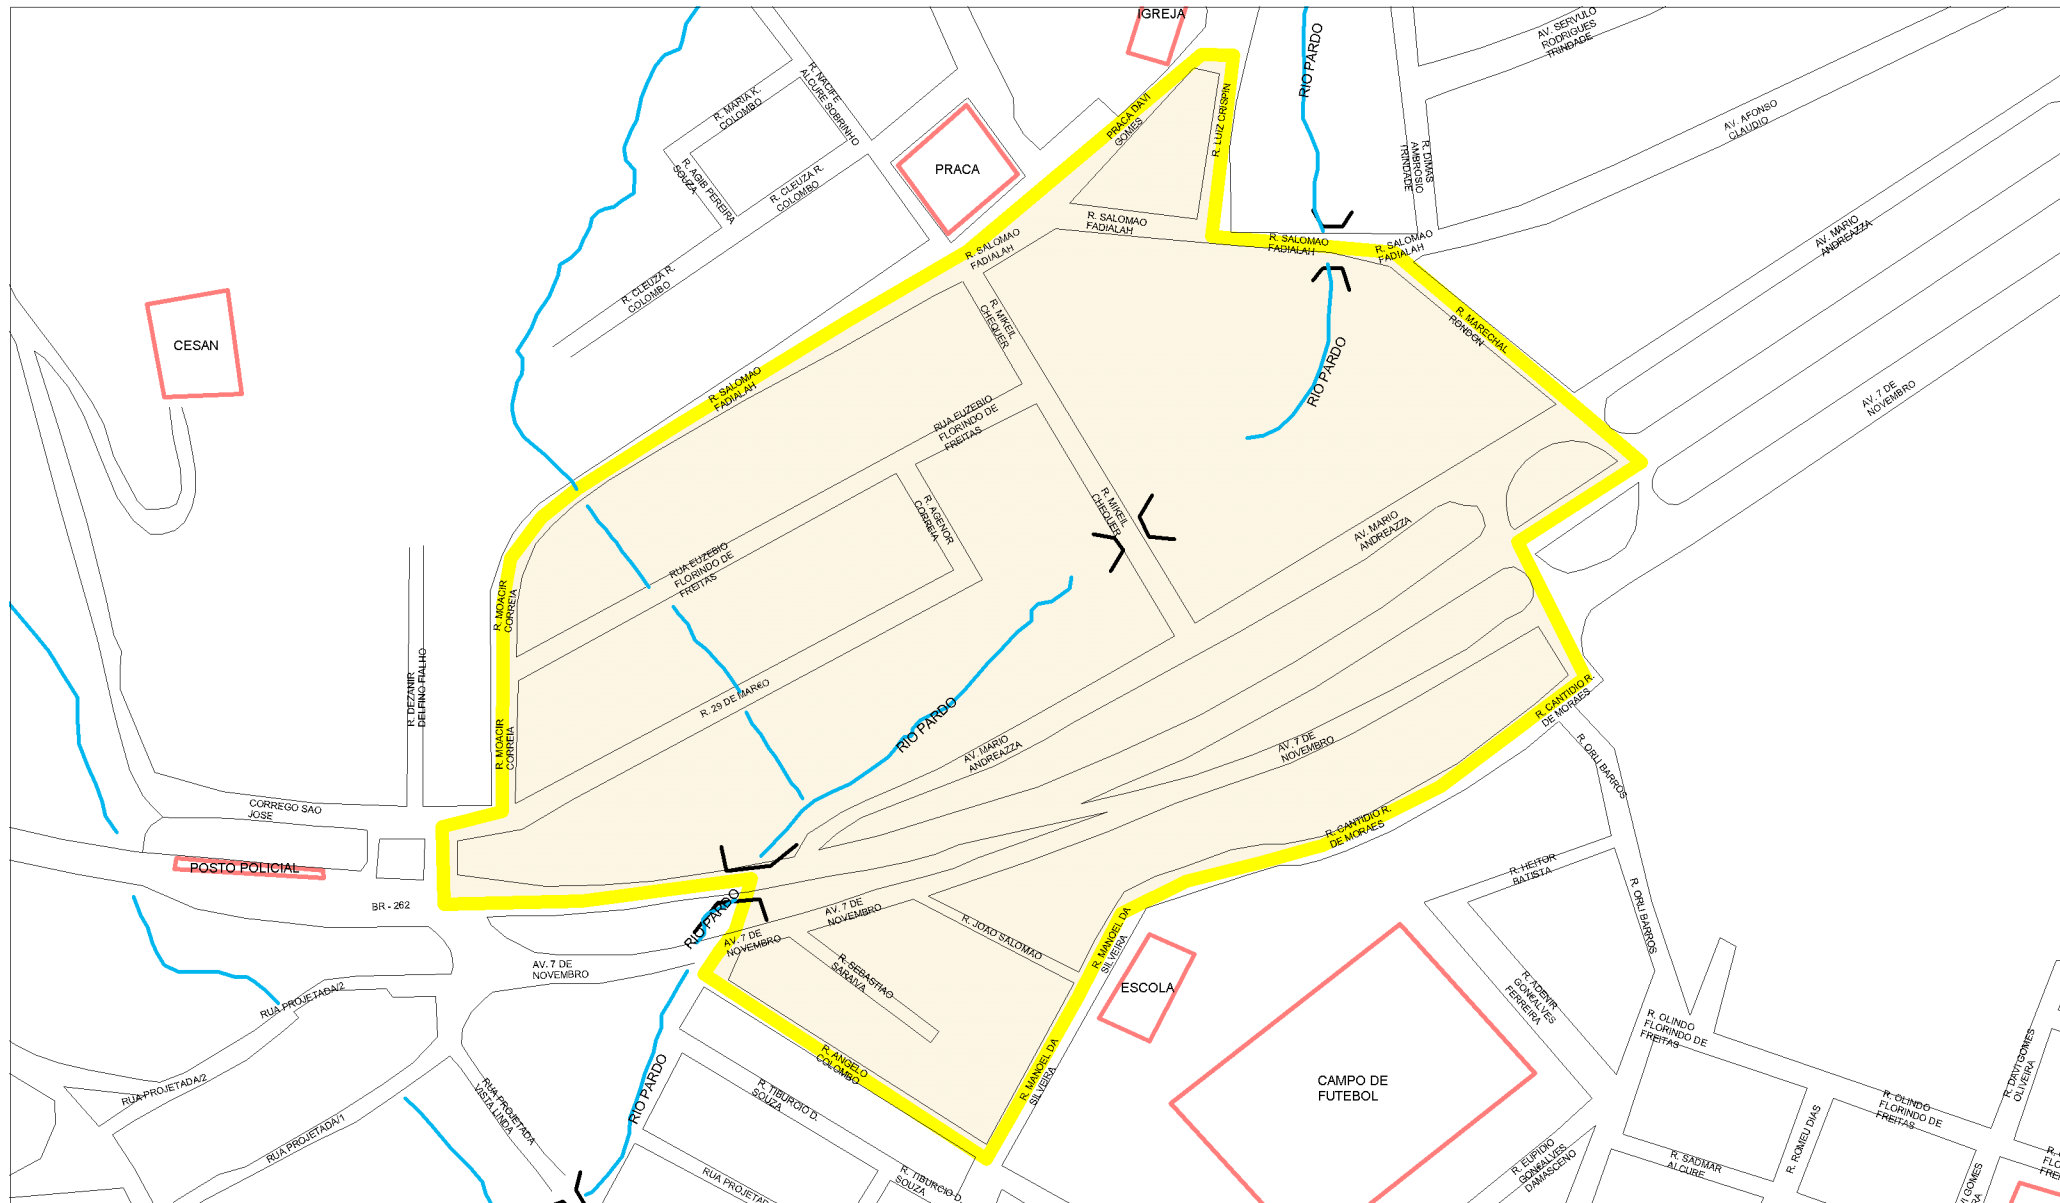 IGREJA
RIO PARDO
AV. SERVULO
RODRIGUES
TRINDADE
R. NACIFE
ALCURE SOBRINHO
R. MARIA K.
COLOMBO
PRACA DAVI
GOMES
R. LUIZ CRISPIN
AV. AFONSO
CLAUDIO
R. DIMAS
AMBROSIO
TRINDADE
R. AGIB PEREIRA
SOUZA
R. CLEUZA R.
COLOMBO
PRACA
R. SALOMAO
FADIALAH
R. SALOMAO
FADIALAH
R. SALOMAO
FADIALAH
R. SALOMAO
FADIALAH
AV. MARIO
ANDREAZZA
R. CLEUZA R.
COLOMBO
CESAN
R. MIKEIL
CHEQUER
R. MARECHAL
RONDON
RIO PARDO
R. SALOMAO
FADIALAH
AV. 7 DE
NOVEMBRO
RUA EUZEBIO
FLORINDO DE
FREITAS
R. AGENOR
CORREIA
R. MIKEIL
CHEQUER
AV. MARIO
ANDREAZZA
RUA EUZEBIO
FLORINDO DE
FREITAS
R. MOACIR
CORREIA
R. DEZANIR
DELFINO FIALHO
R. 29 DE MARCO
RIO PARDO
R. MOACIR
CORREIA
AV. MARIO
ANDREAZZA
AV. 7 DE
NOVEMBRO
R. CANTIDIO R.
DE MORAES
R. ORLI BARROS
CORREGO SAO
JOSE
R. CANTIDIO R.
DE MORAES
POSTO POLICIAL
R. HEITOR
BATISTA
BR - 262
RIO PARDO
AV. 7 DE
NOVEMBRO
AV. 7 DE
NOVEMBRO
R. JOAO SALOMAO
R. MANOEL DA
SILVEIRA
R. ORLI BARROS
AV. 7 DE
NOVEMBRO
R. SEBASTIAO
SARAIVA
ESCOLA
RUA PROJETADA/2
R. ADENIR
GONCALVES
FERREIRA
R. OLINDO
FLORINDO DE
FREITAS
R. ANGELO
COLOMBO
R. MANOEL DA
SILVEIRA
CAMPO DE
FUTEBOL
RUA PROJETADA/2
RUA PROJETADA
VISTA LINDA
RIO PARDO
R. TIBURCIO D.
SOUZA
R. DAVI GOMES
OLIVEIRA
R. OLINDO
FLORINDO DE
FREITAS
RUA PROJETADA/1
R. ROMEU DIAS
R. EUPIDIO
GONCALVES
DAMASCENO
R. SADMAR
ALCURE
RUA PROJETADA
R. TIBURCIO D.
SOUZA